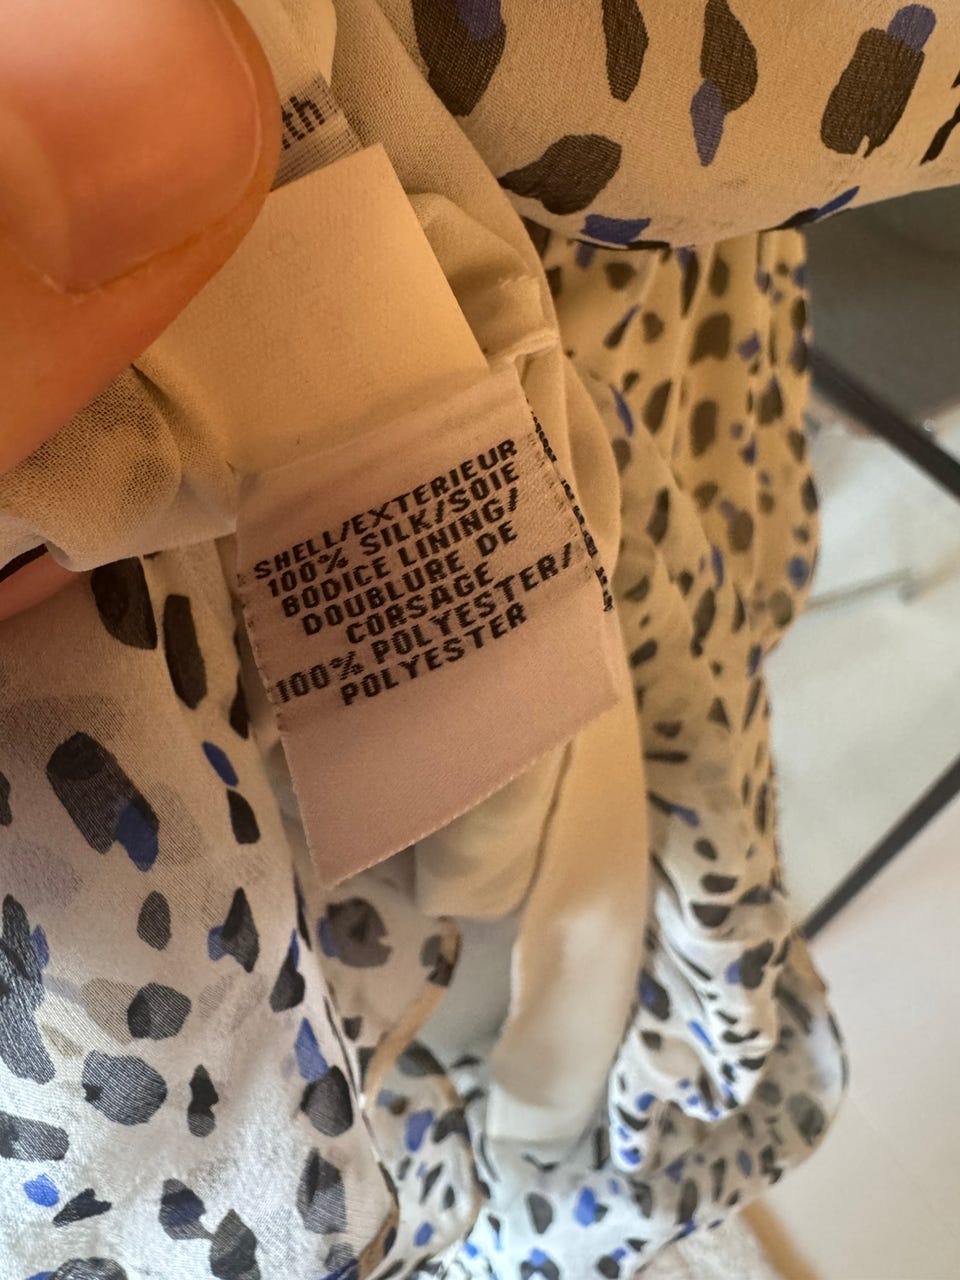 SHELL/EXTERIEUR
100% SILK/SOIE
BODICE LINING/
DOUBLURE DE
CORSAGE
100% POLYESTER/
POLYESTER